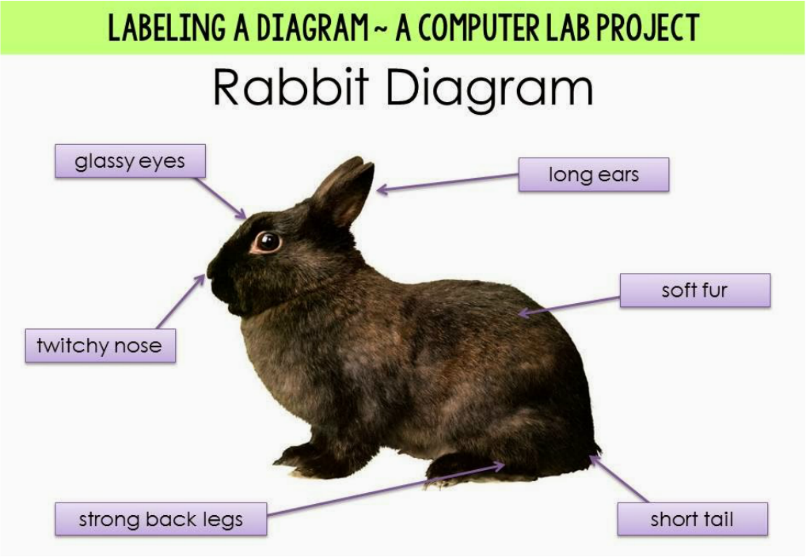 LABELING A DIAGRAM ~ A COMPUTER LAB PROJECT
Rabbit Diagram
glassy eyes
long ears
soft fur
twitchy nose
strong back legs
short tail